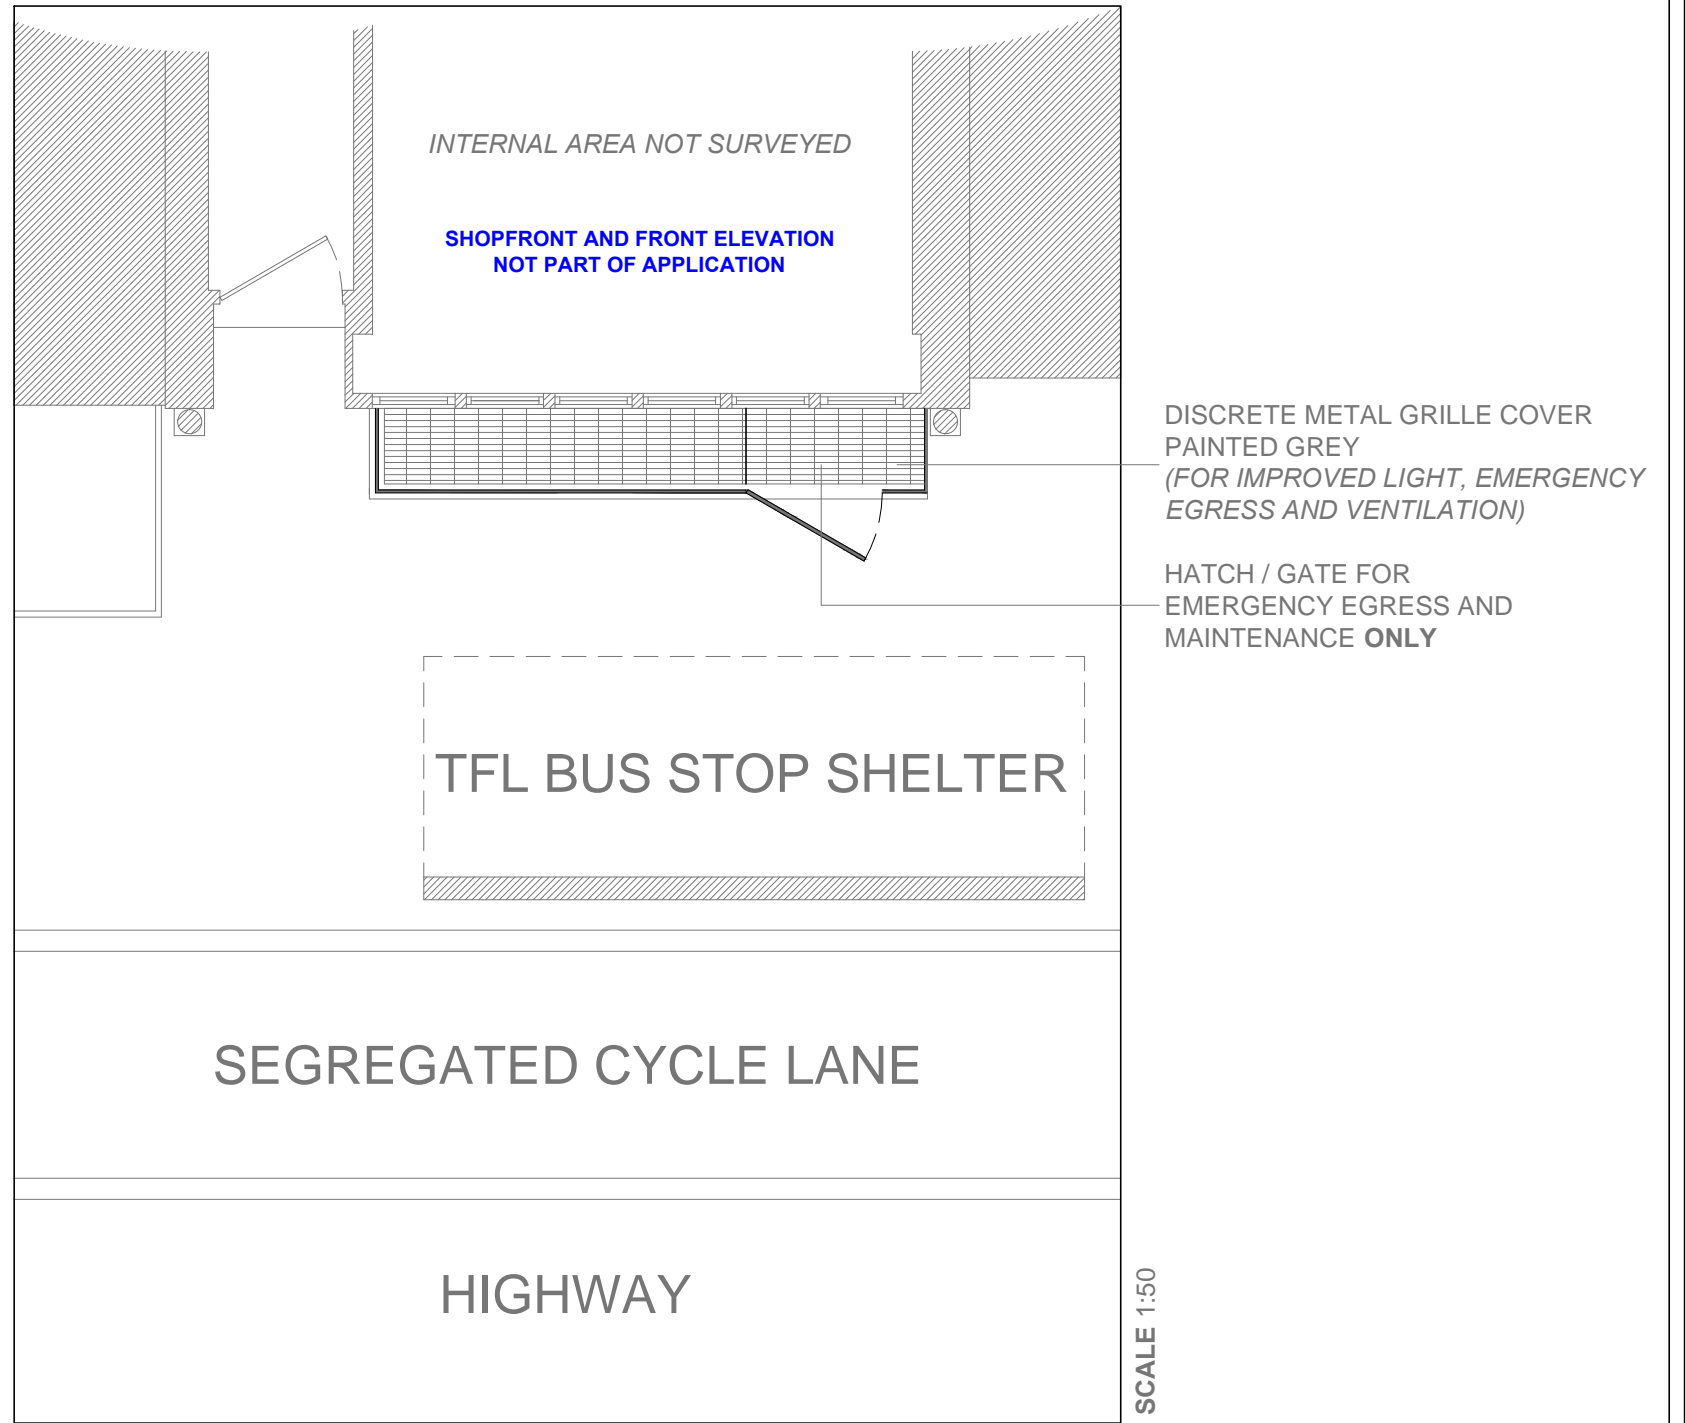 INTERNAL AREA NOT SURVEYED
SHOPFRONT AND FRONT ELEVATION
NOT PART OF APPLICATION
DISCRETE METAL GRILLE COVER
PAINTED GREY
(FOR IMPROVED LIGHT, EMERGENCY
EGRESS AND VENTILATION)
HATCH / GATE FOR
EMERGENCY EGRESS AND
MAINTENANCE ONLY
TFL BUS STOP SHELTER
SEGREGATED CYCLE LANE
HIGHWAY
SCALE 1:50